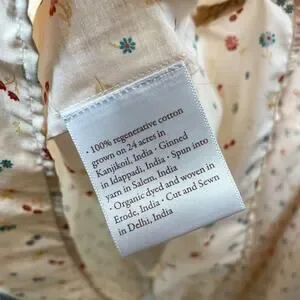 · 100% regenerative cotton
grown on 24 acres in
Kanjikoil, India · Ginned
in Idappadi, India · Spun into
yarn in Salem, India
· Organic dyed and woven in
Erode, India · Cut and Sewn
in Delhi, India